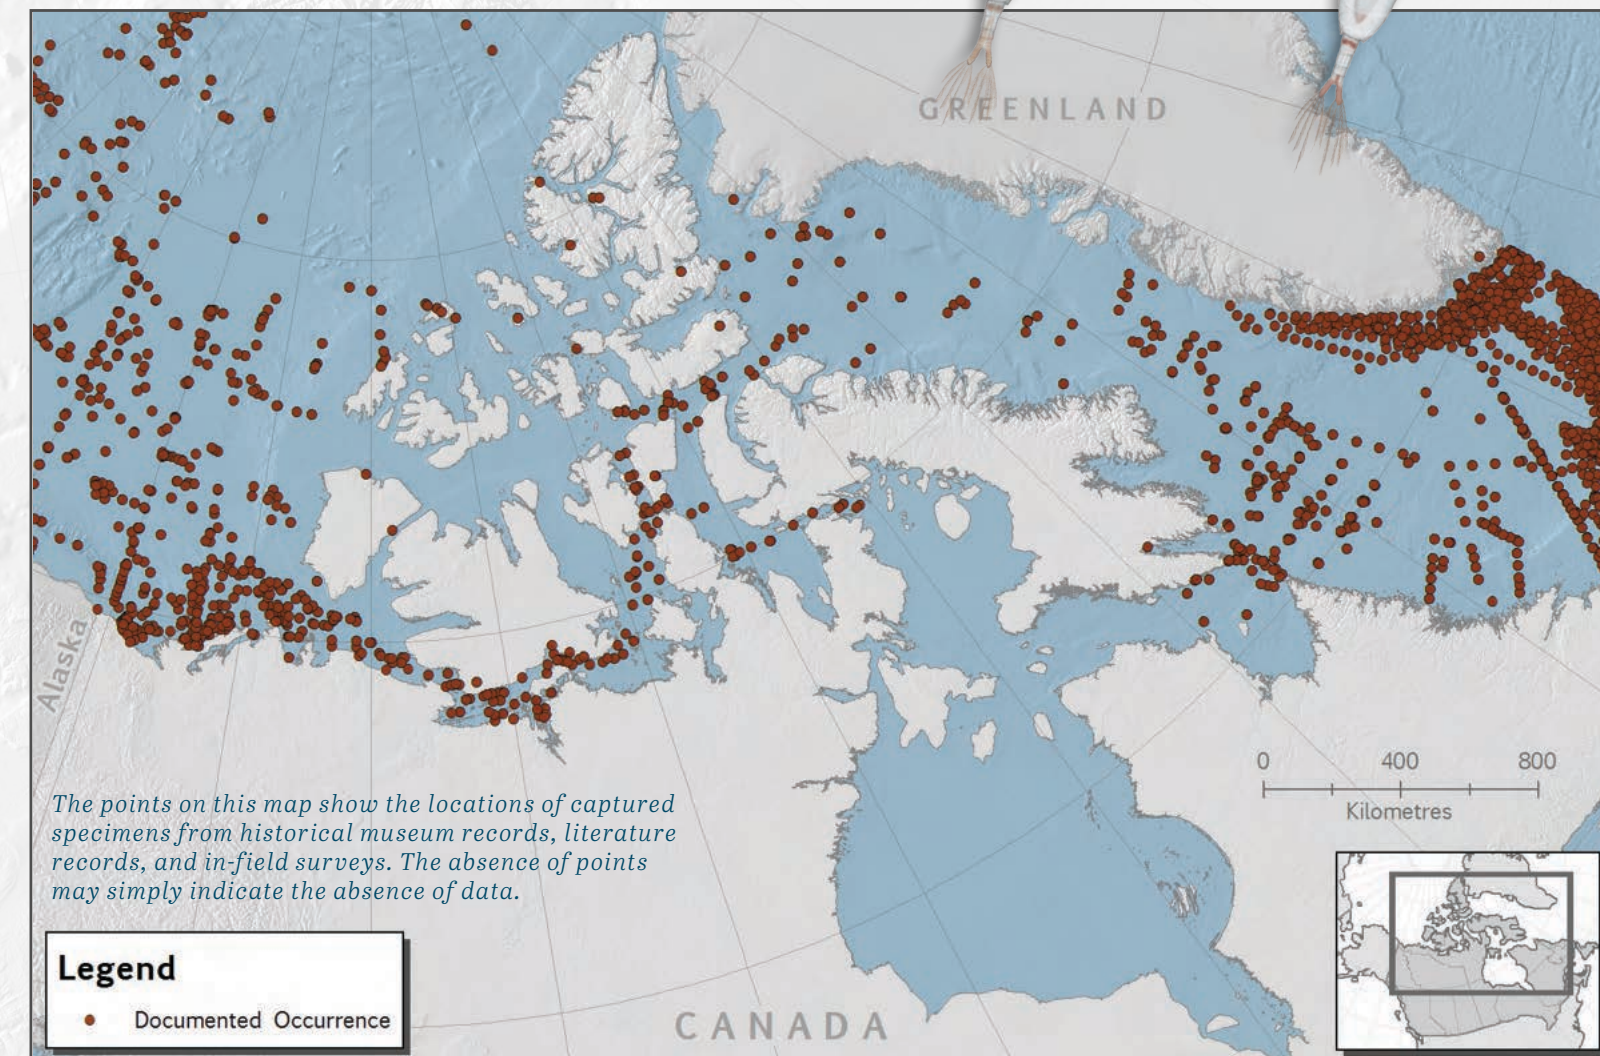 GREENLAND
Alaska
0 400 800
Kilometres
The points on this map show the locations of captured
specimens from historical museum records, literature
records, and in-field surveys. The absence of points
may simply indicate the absence of data.
Legend
Documented Occurrence
CANADA